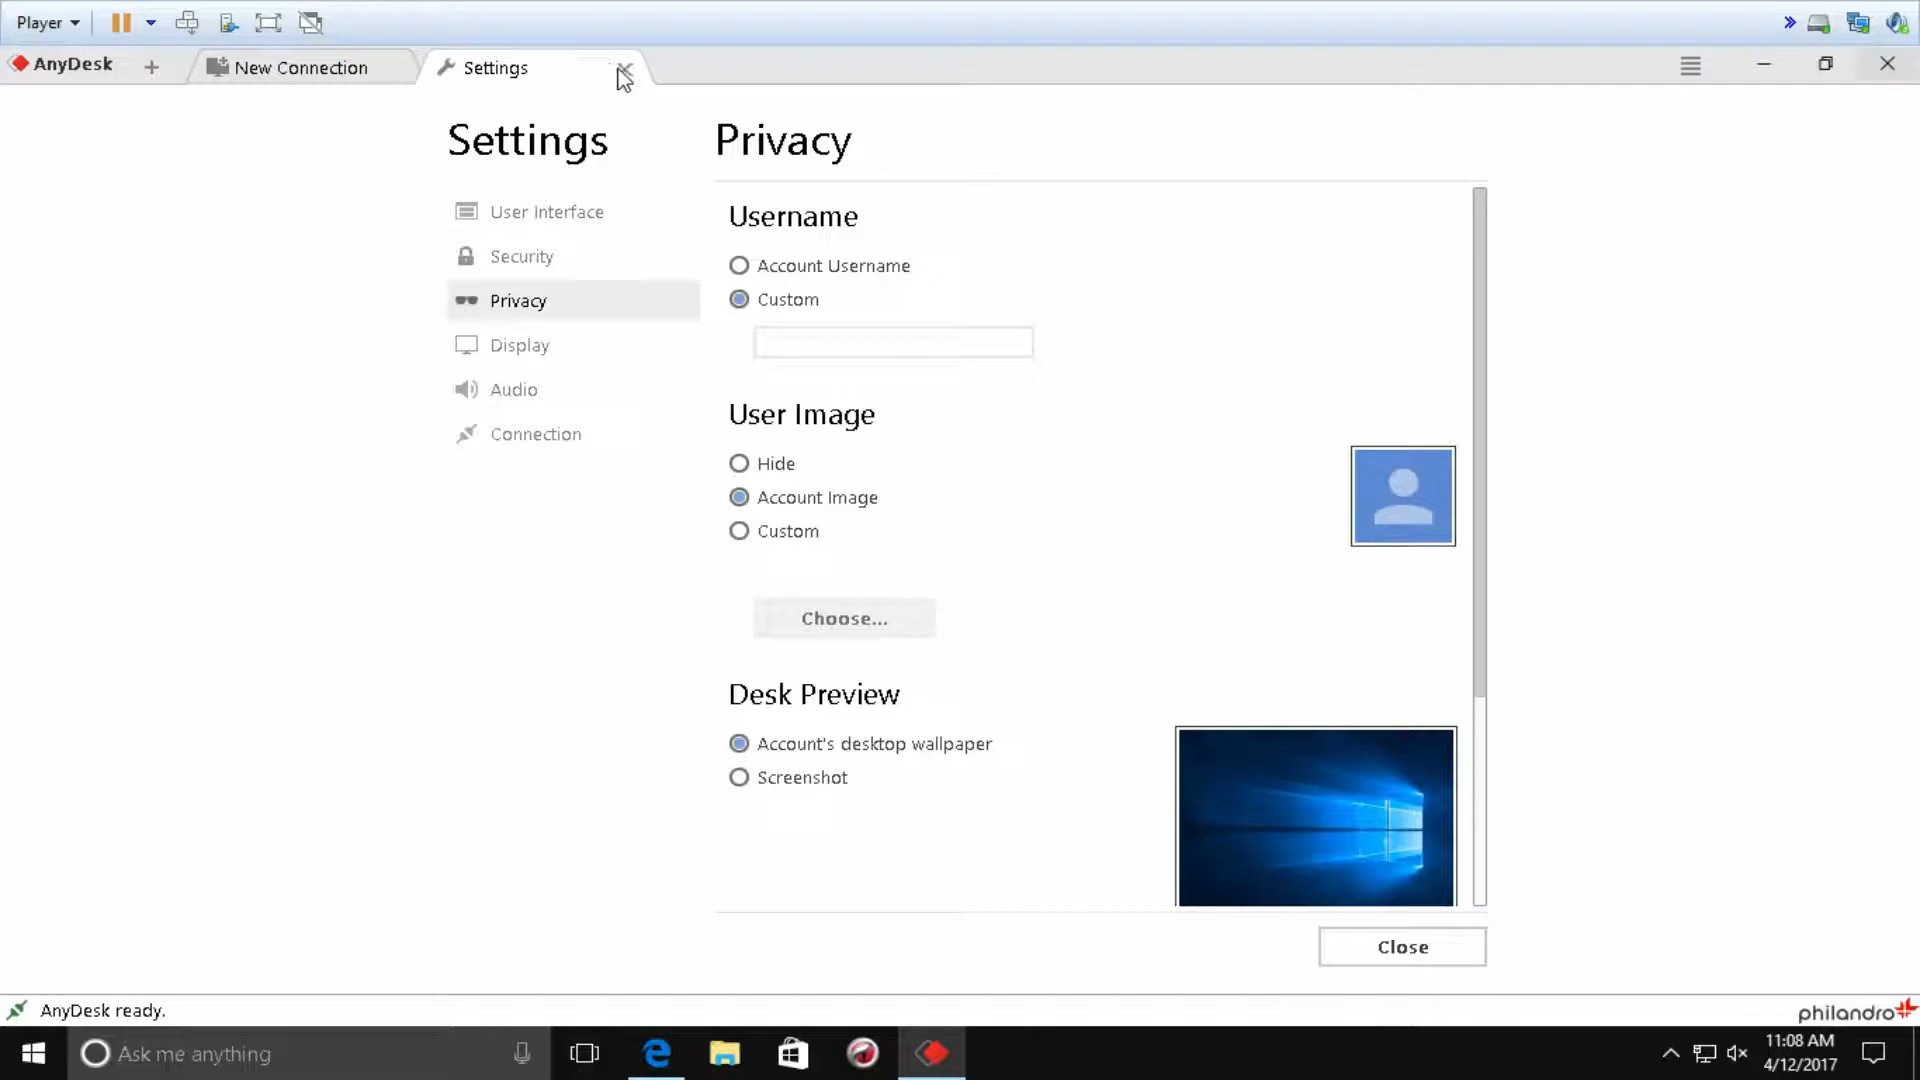 Player
AnyDesk
New Connection
Settings
Settings
User Interface
Security
Privacy
Display
Audio
Connection
Privacy
Username
Account Username
Custom
User Image
Hide
Account Image
Custom
Choose...
Desk Preview
Account's desktop wallpaper
Screenshot
Close
AnyDesk ready.
philandro
Ask me anything
11:08 AM
4/12/2017